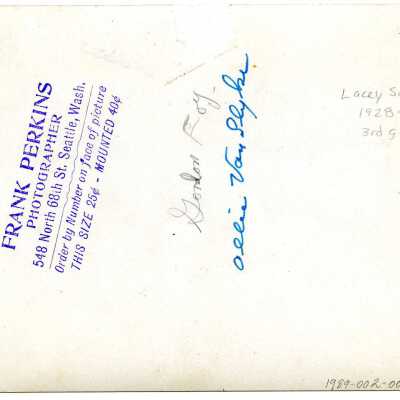 FRANK PERKINS
PHOTOGRAPHER
548 North 68th St. Seattle, Wash.
Order by Number on face of picture
THIS SIZE 25¢ - MOUNTED 40¢
Gordon
Ollie Van Slyke
Lacey
1928-
3rd g
1989-002-00